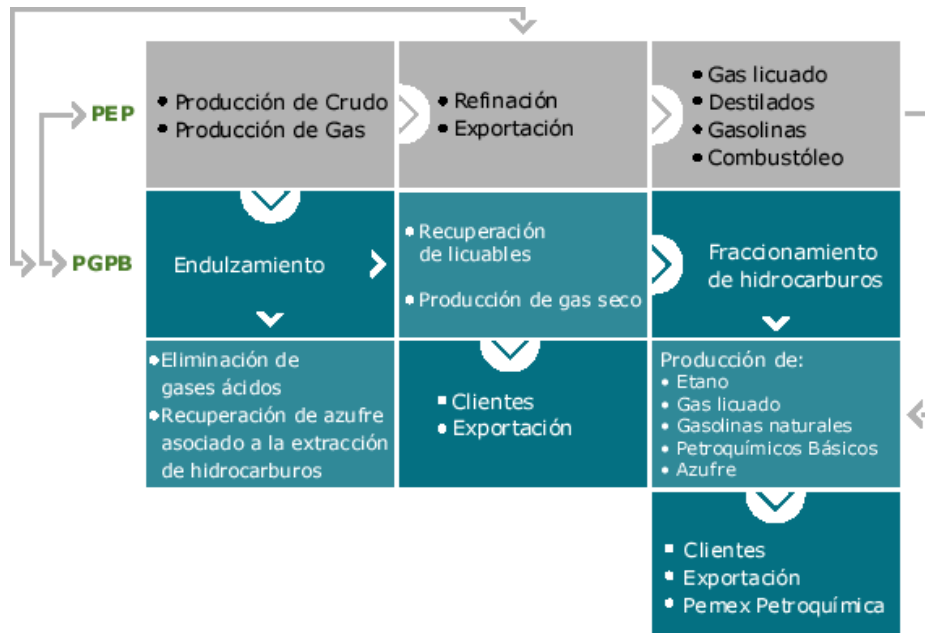 PEP
• Producción de Crudo
• Producción de Gas
• Refinación
• Exportación
• Gas licuado
• Destilados
• Gasolinas
• Combustóleo
PGPB
Endulzamiento
• Recuperación
de licuables
• Producción de gas seco
Fraccionamiento
de hidrocarburos
• Eliminación de
gases ácidos
• Recuperación de azufre
asociado a la extracción
de hidrocarburos
▪ Clientes
• Exportación
Producción de:
• Etano
• Gas licuado
• Gasolinas naturales
• Petroquímicos Básicos
• Azufre
▪ Clientes
▪ Exportación
• Pemex Petroquímica